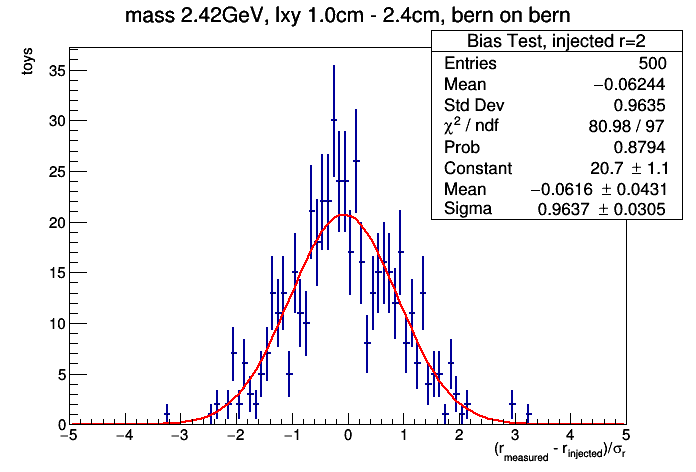 mass 2.42GeV, lxy 1.0cm - 2.4cm, bern on bern
Bias Test, injected r=2
Entries 500
Mean −0.06244
Std Dev 0.9635
χ² / ndf 80.98 / 97
Prob 0.8794
Constant 20.7 ± 1.1
Mean −0.0616 ± 0.0431
Sigma 0.9637 ± 0.0305
toys
35
30
25
20
15
10
5
0
−5 −4 −3 −2 −1 0 1 2 3 4 5
(r_measured - r_injected)/σ_r